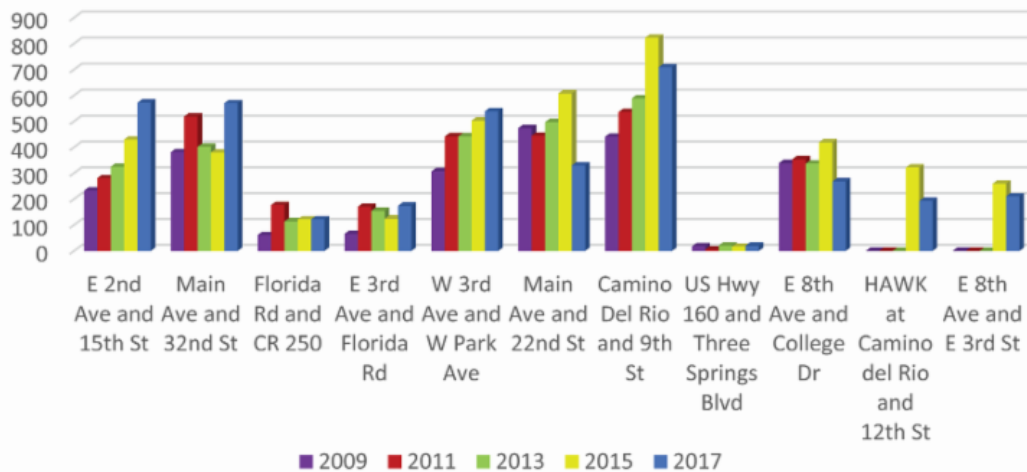 900
800
700
600
500
400
300
200
100
0
E 2nd Ave and 15th St
Main Ave and 32nd St
Florida Rd and CR 250
E 3rd Ave and Florida Rd
W 3rd Ave and W Park Ave
Main Ave and 22nd St
Camino Del Rio and 9th St
US Hwy 160 and Three Springs Blvd
E 8th Ave and College Dr
HAWK at Camino del Rio and 12th St
E 8th Ave and E 3rd St
2009 2011 2013 2015 2017